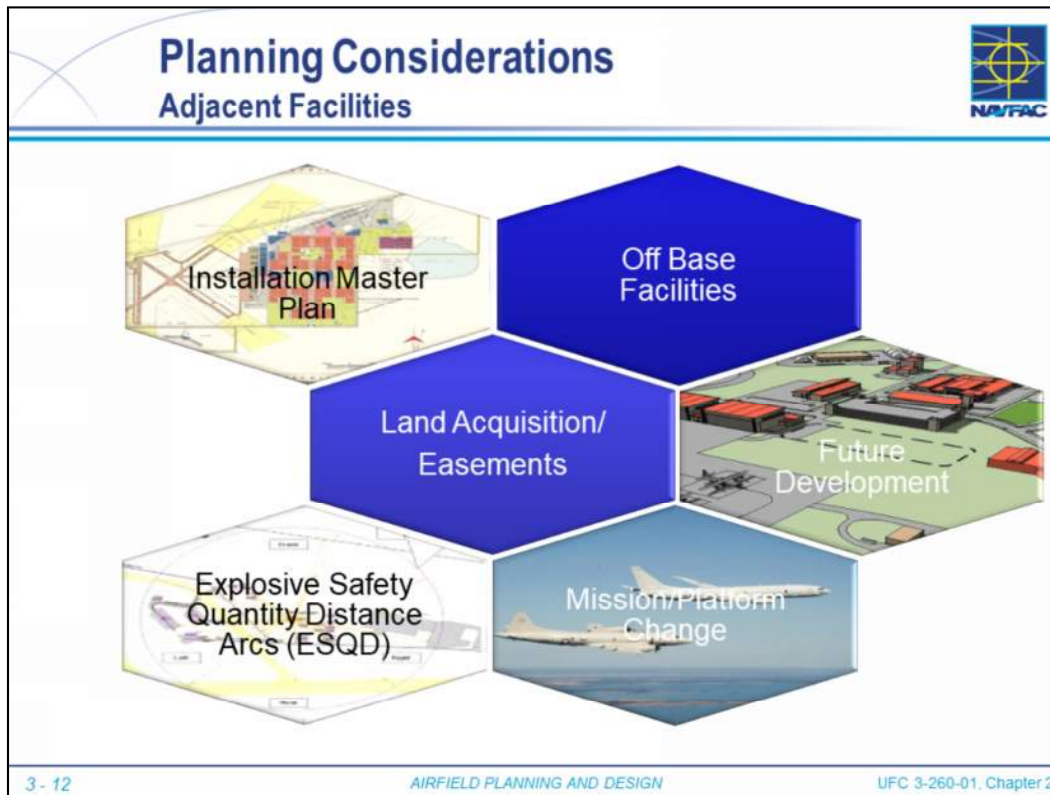 Planning Considerations
Adjacent Facilities
NAVFAC
Installation Master
Plan
Off Base
Facilities
Land Acquisition/
Easements
Future
Development
Explosive Safety
Quantity Distance
Arcs (ESQD)
Mission/Platform
Change
3 - 12
AIRFIELD PLANNING AND DESIGN
UFC 3-260-01, Chapter 2